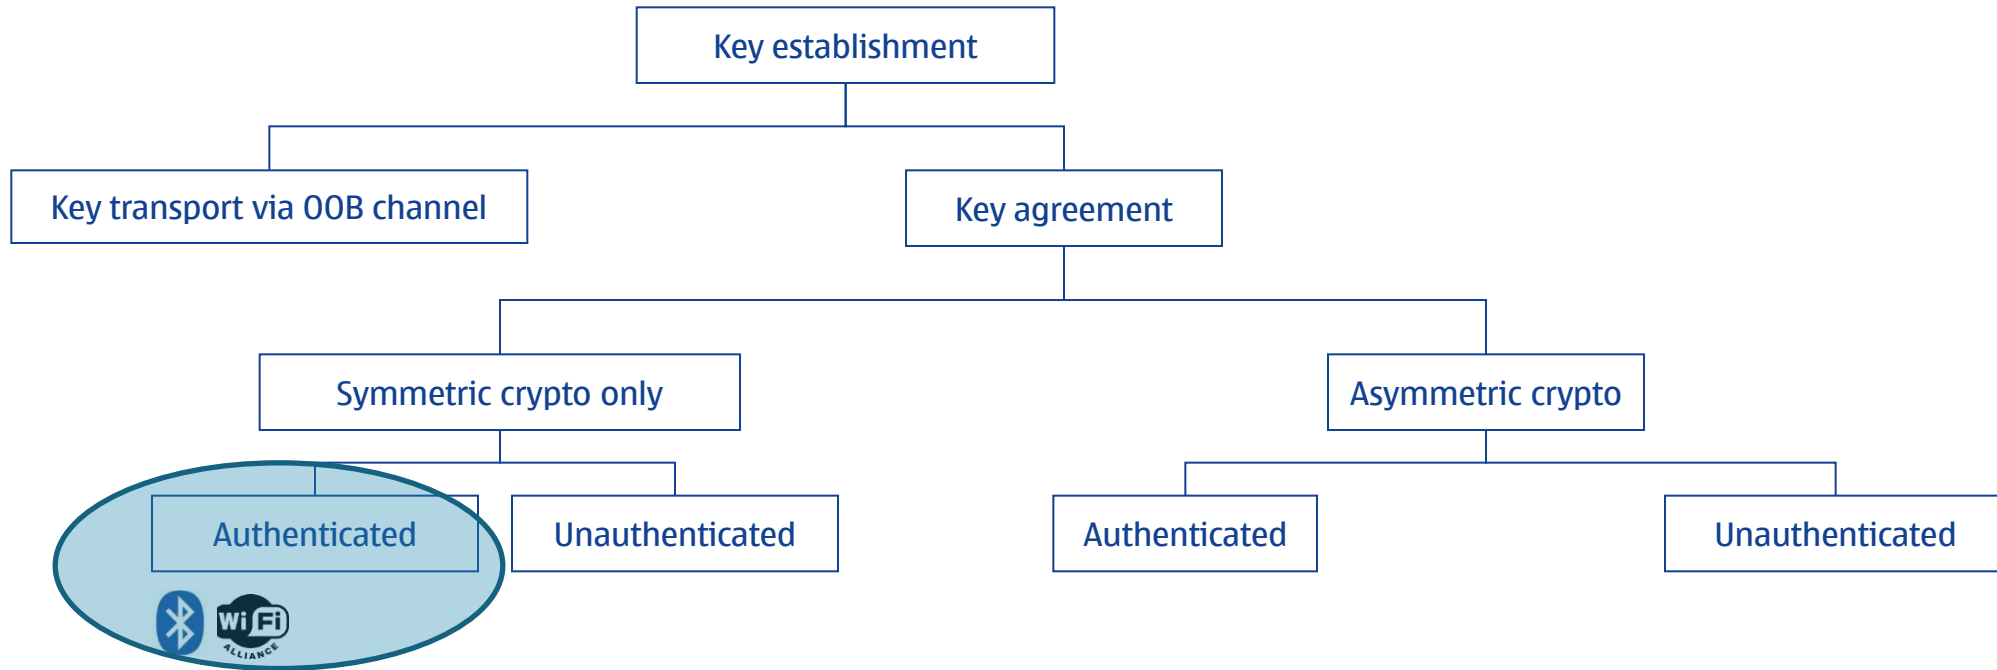 Key establishment
Key transport via OOB channel
Key agreement
Symmetric crypto only
Asymmetric crypto
Authenticated
Unauthenticated
Authenticated
Unauthenticated
Wi Fi
ALLIANCE